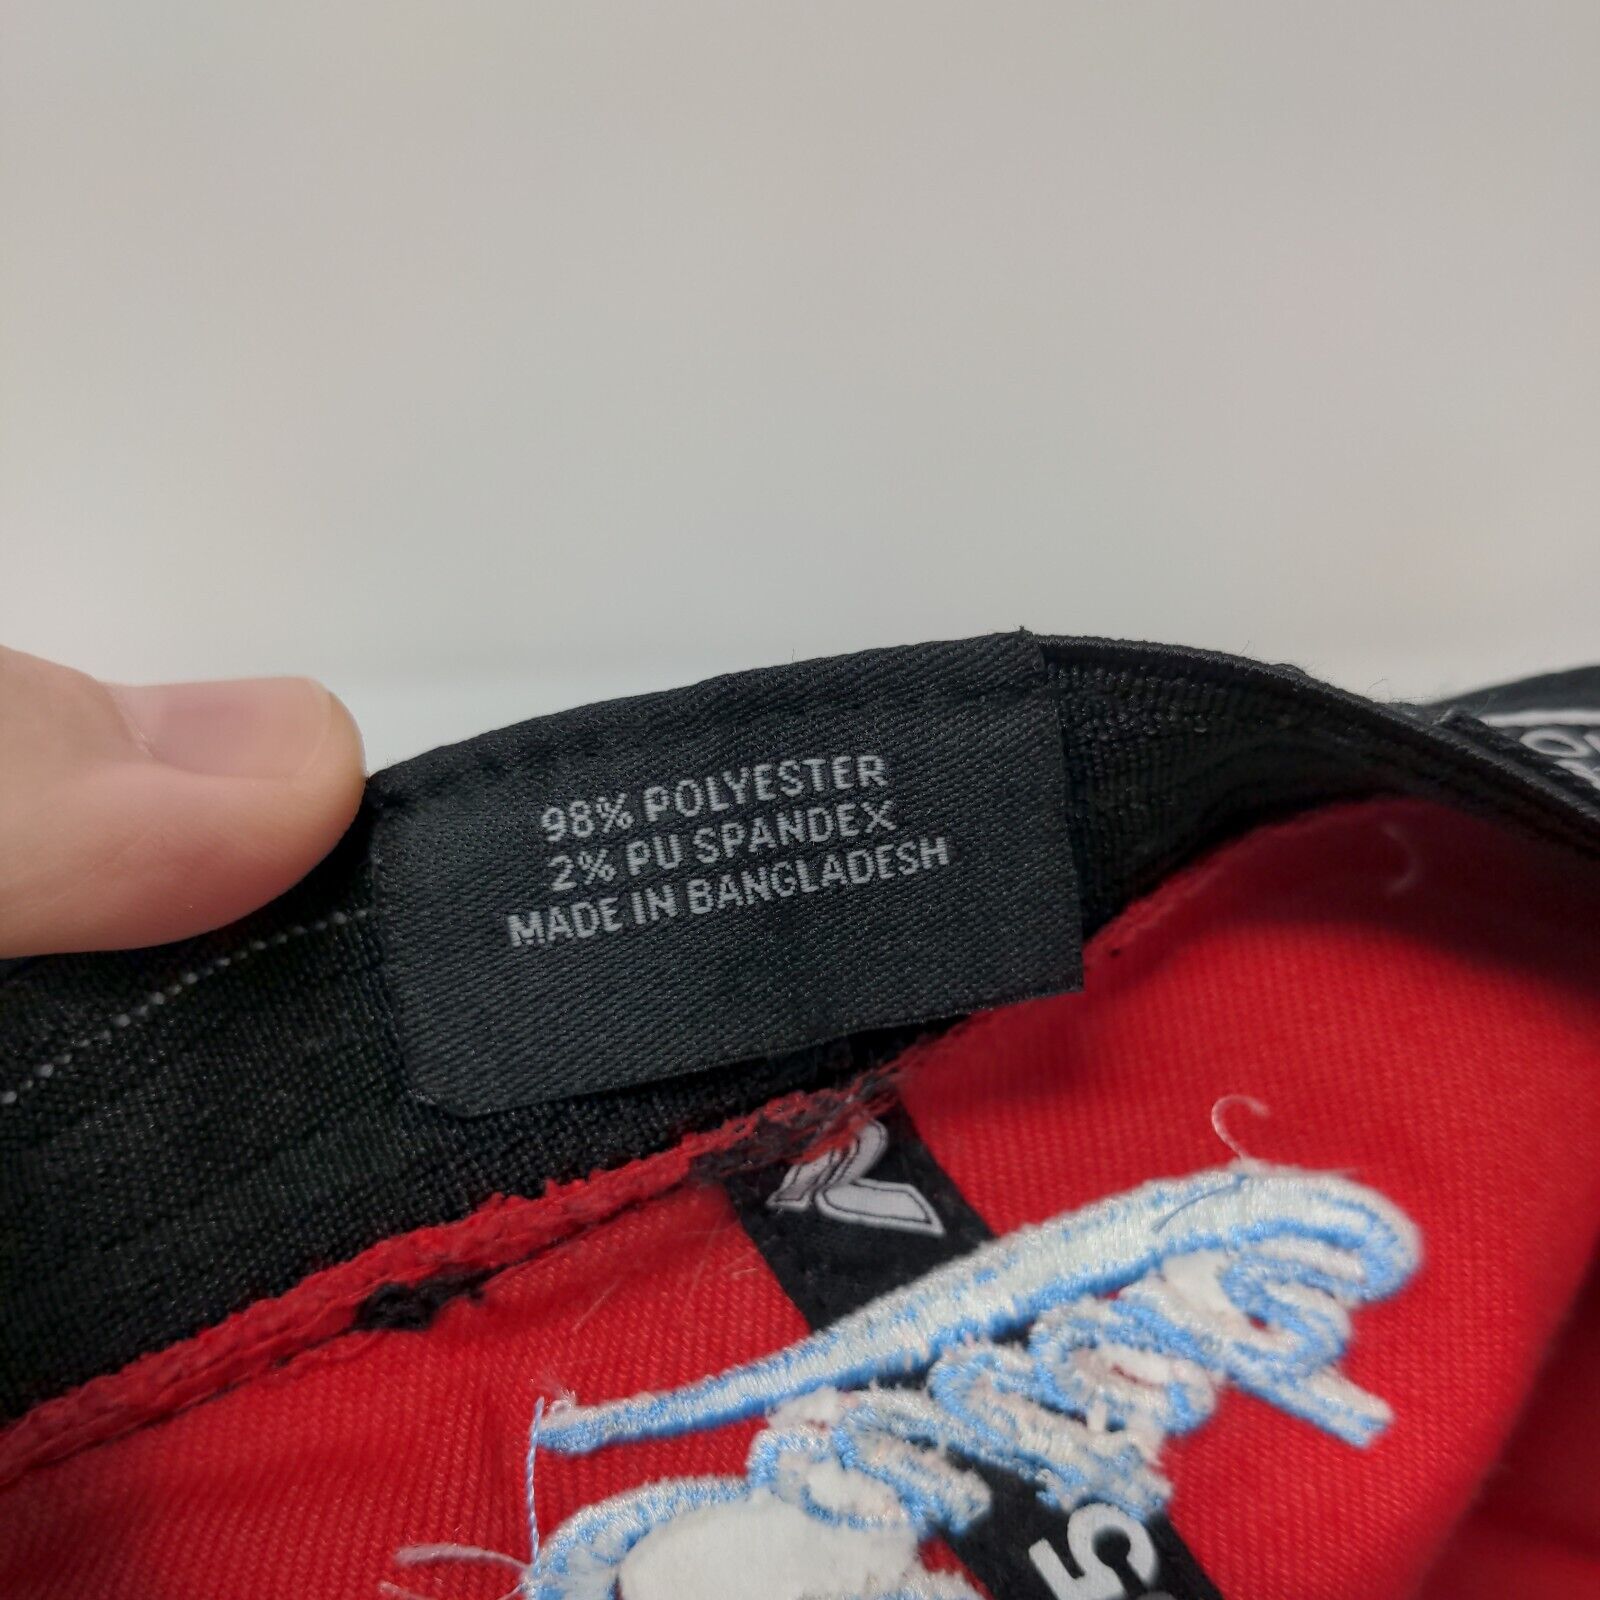 98% POLYESTER
2% PU SPANDEX
MADE IN BANGLADESH